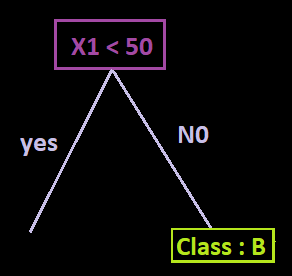 X1 < 50
yes
N0
Class : B